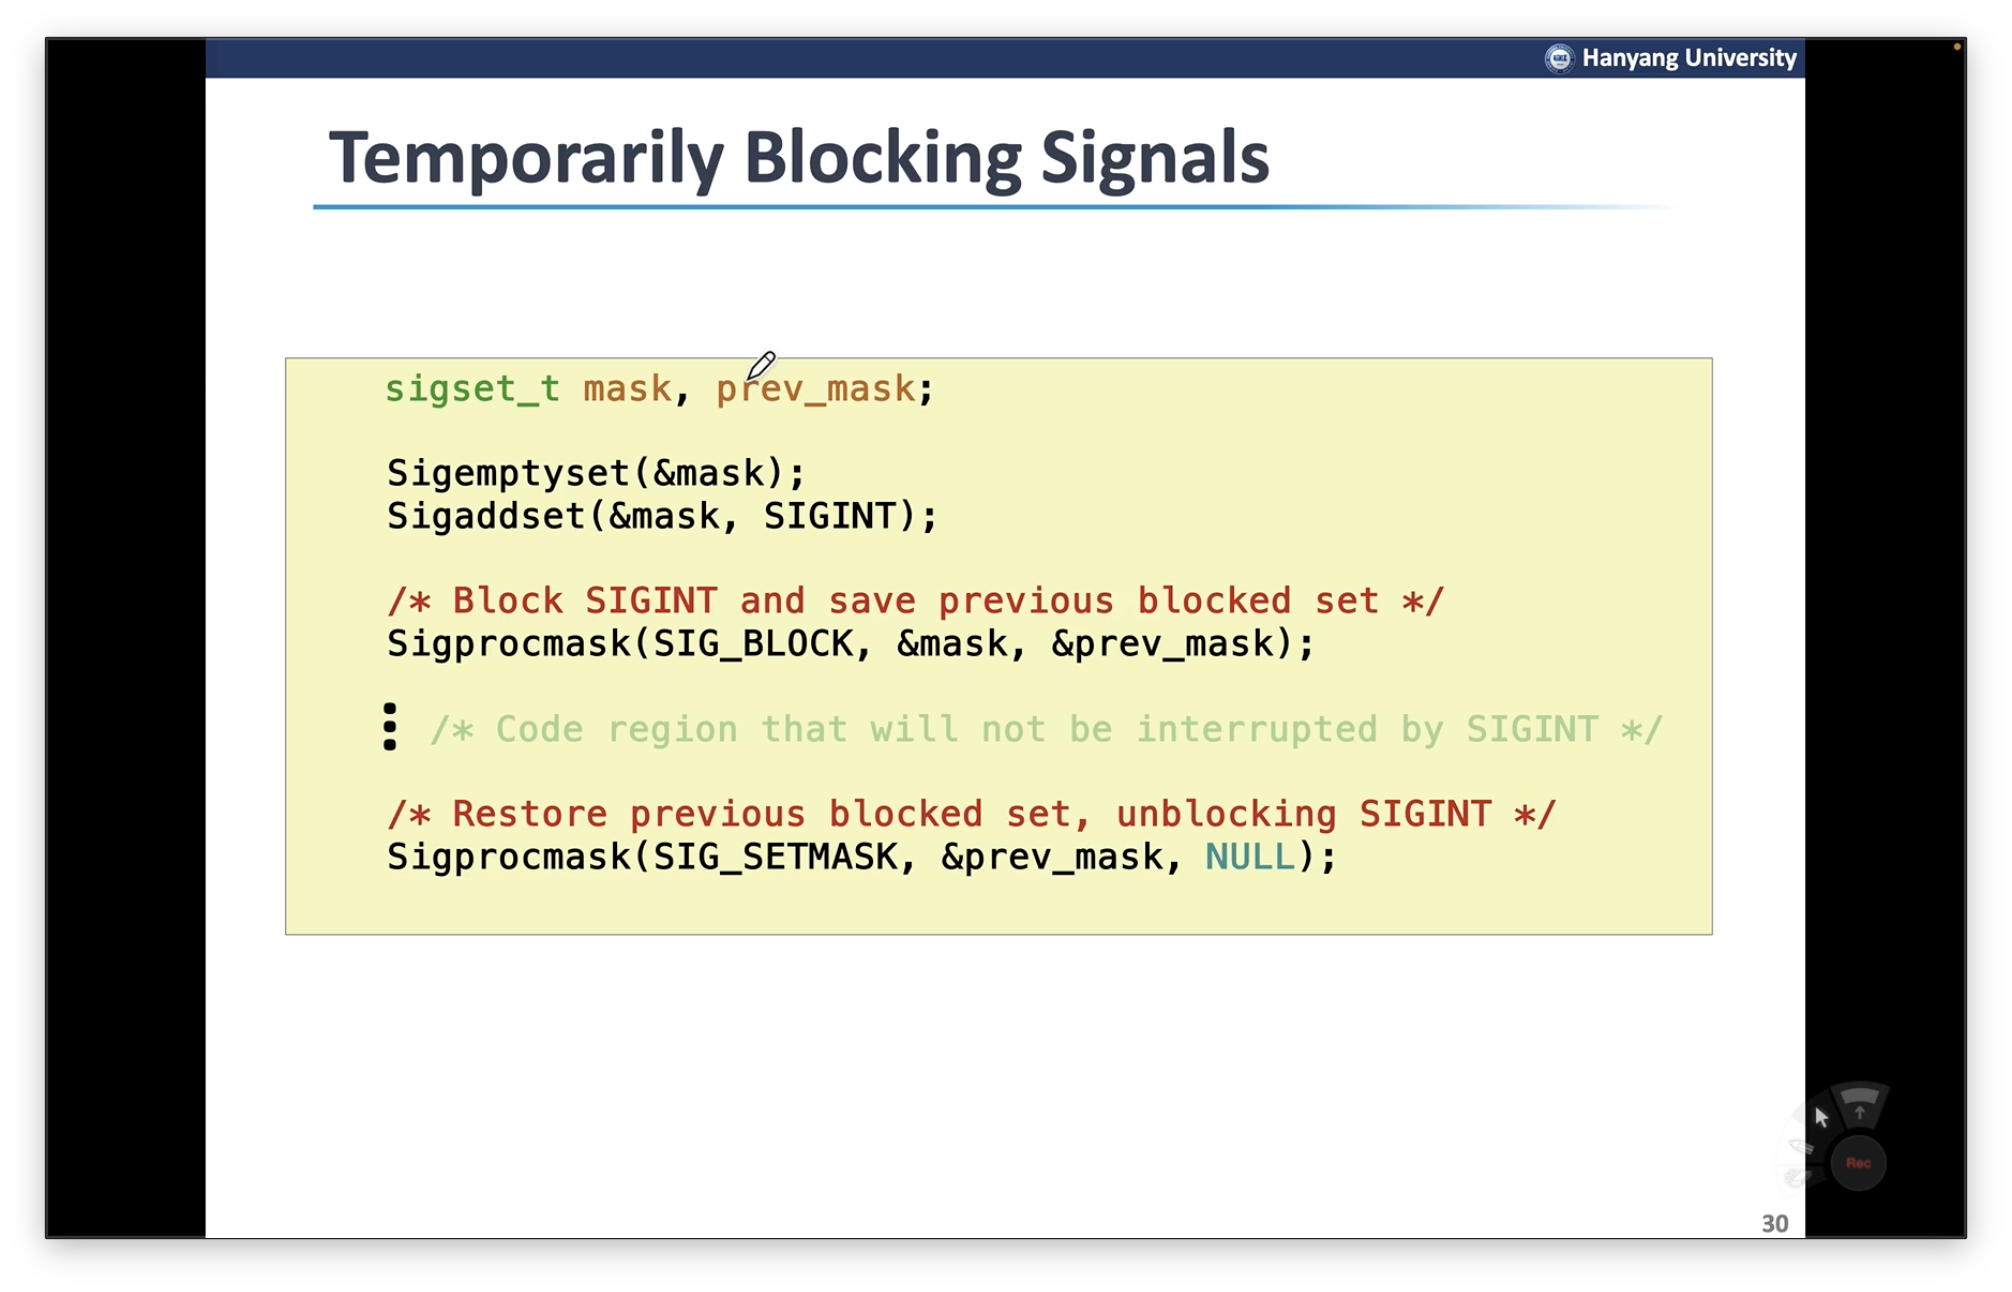 Hanyang University
Temporarily Blocking Signals
sigset_t mask, prev_mask;
Sigemptyset(&mask);
Sigaddset(&mask, SIGINT);
/* Block SIGINT and save previous blocked set */
Sigprocmask(SIG_BLOCK, &mask, &prev_mask);
/* Code region that will not be interrupted by SIGINT */
/* Restore previous blocked set, unblocking SIGINT */
Sigprocmask(SIG_SETMASK, &prev_mask, NULL);
Rec
30